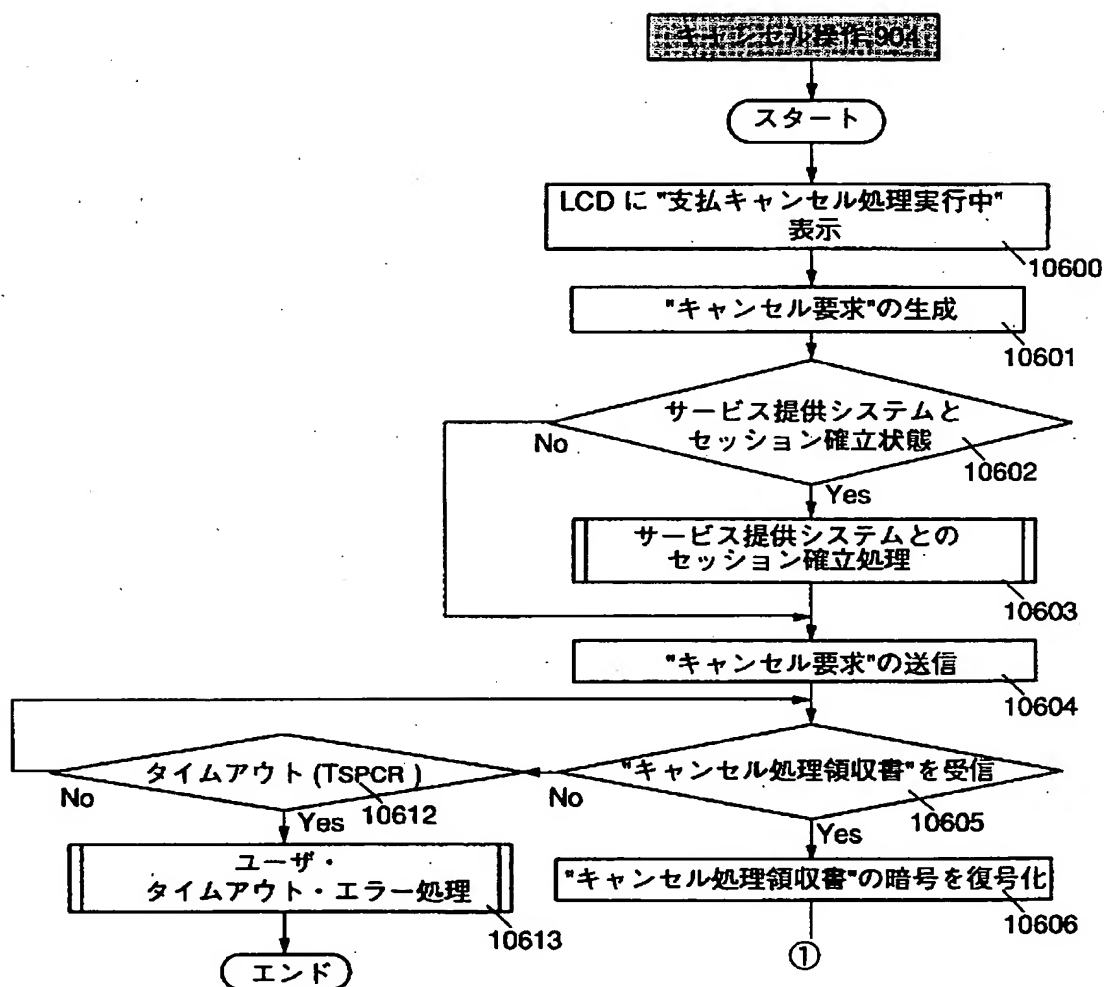 キャンセル操作 904
スタート
LCD に "支払キャンセル処理実行中"
表示
10600
"キャンセル要求"の生成
10601
サービス提供システムと
セッション確立状態
No
10602
Yes
サービス提供システムとの
セッション確立処理
10603
"キャンセル要求"の送信
10604
タイムアウト (TSPCR )
"キャンセル処理領収書"を受信
No
10612
No
10605
Yes
Yes
ユーザ・
タイムアウト・エラー処理
"キャンセル処理領収書"の暗号を復号化
10613
10606
エンド
①